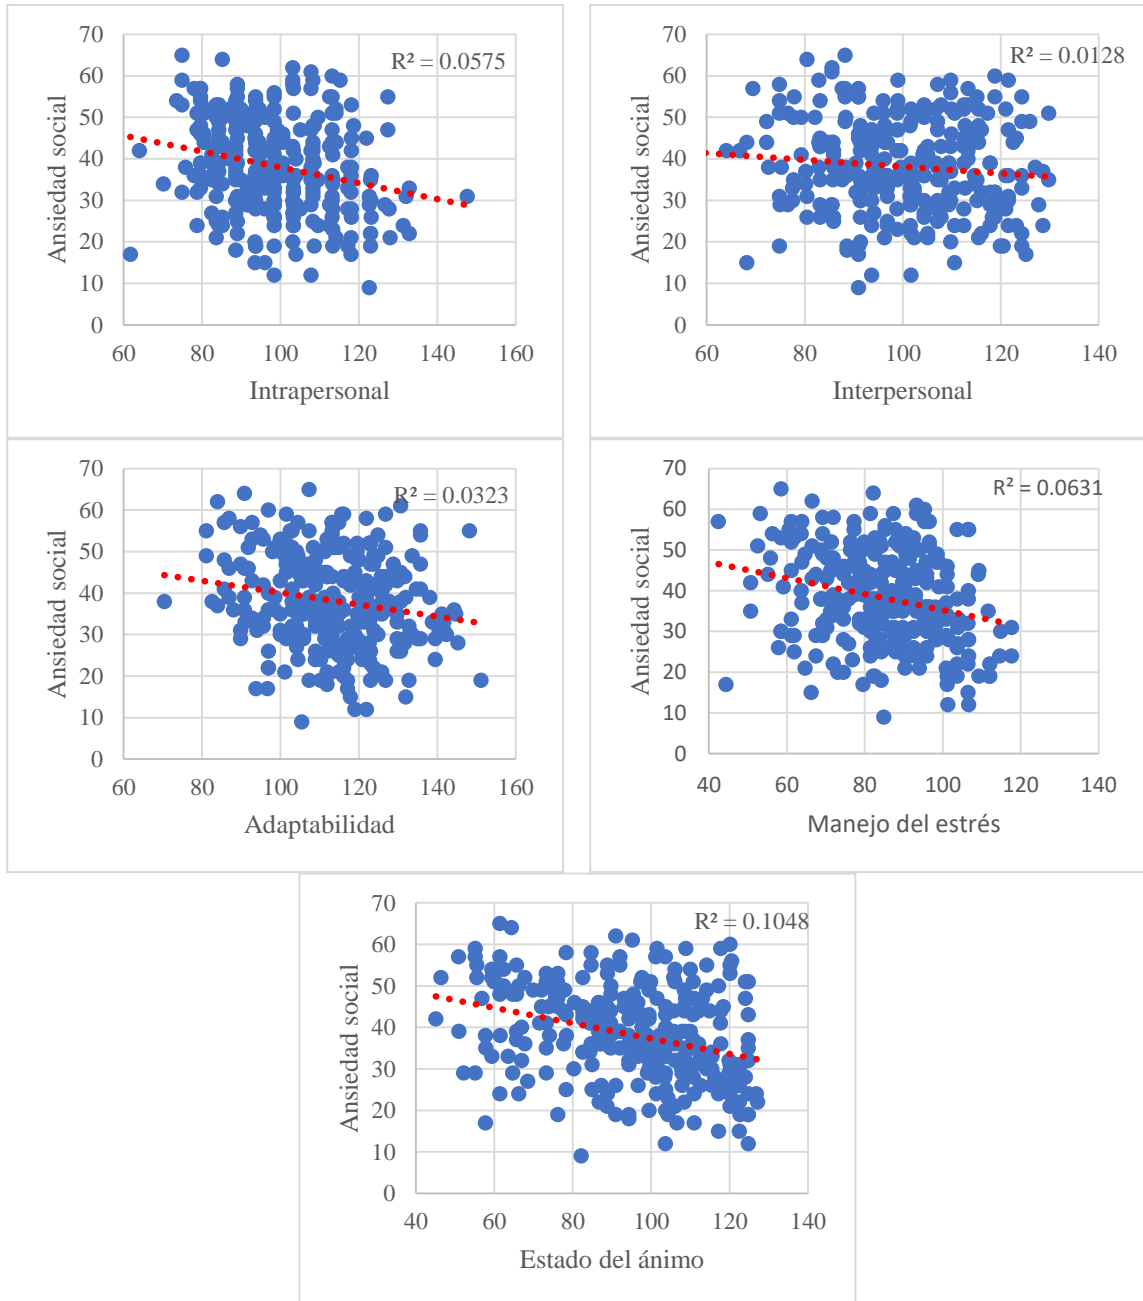 R² = 0.0575
70
60
50
40
30
20
10
0
Ansiedad social
60 80 100 120 140 160
Intrapersonal
R² = 0.0128
70
60
50
40
30
20
10
0
Ansiedad social
60 80 100 120 140
Interpersonal
R² = 0.0323
70
60
50
40
30
20
10
0
Ansiedad social
60 80 100 120 140 160
Adaptabilidad
R² = 0.0631
70
60
50
40
30
20
10
0
Ansiedad social
40 60 80 100 120 140
Manejo del estrés
R² = 0.1048
70
60
50
40
30
20
10
0
Ansiedad social
40 60 80 100 120 140
Estado del ánimo